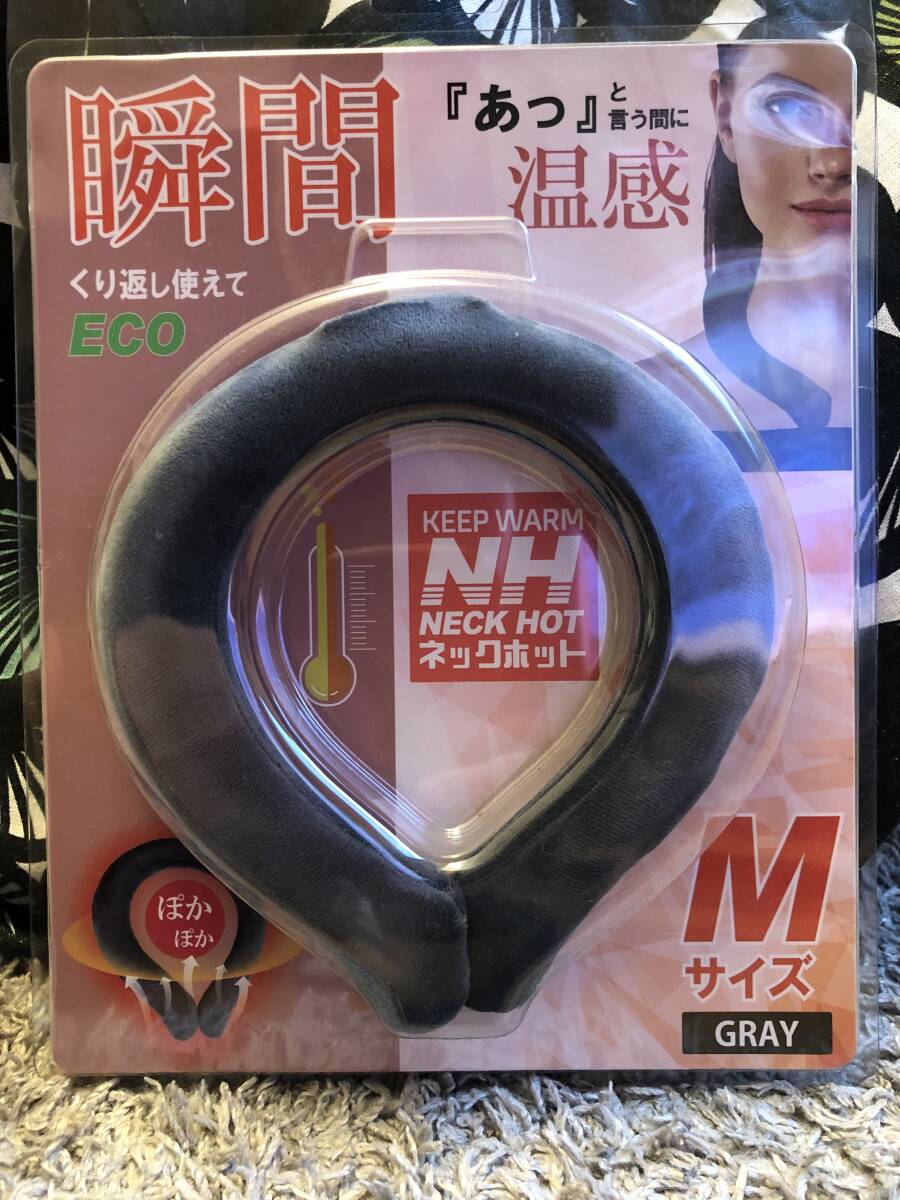 瞬間
『あっ』と
言う間に
温感
くり返し使えて
ECO
KEEP WARM
NH
NECK HOT
ネックホット
ぽか
ぽか
M
サイズ
GRAY